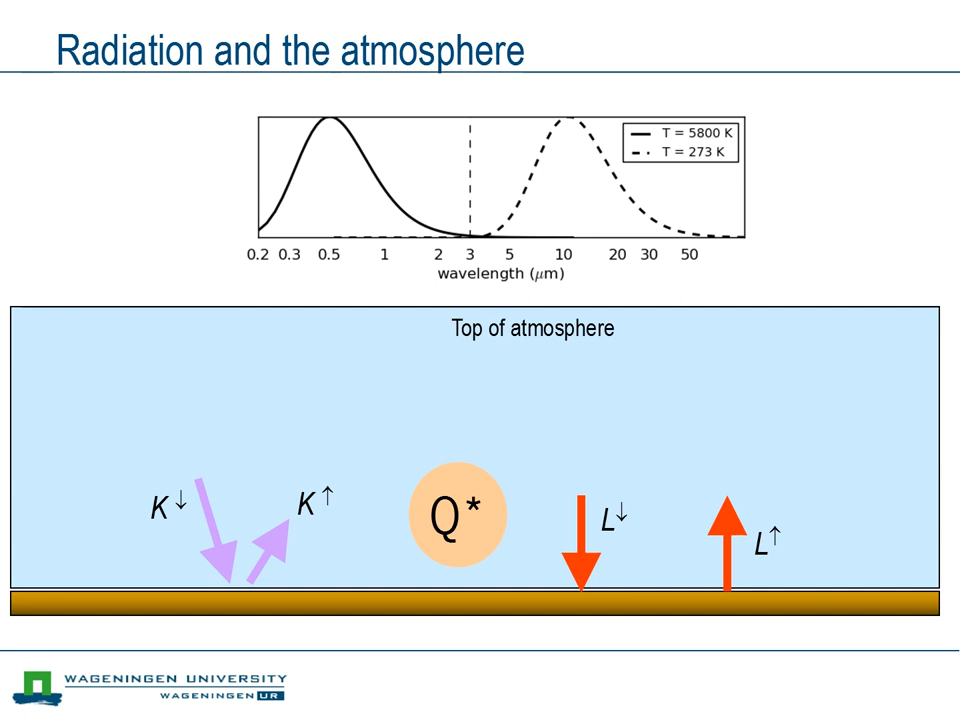 Radiation and the atmosphere
T = 5800 K
T = 273 K
0.2 0.3 0.5 1 2 3 5 10 20 30 50
wavelength (μm)
Top of atmosphere
K↓ K↑ Q* L↓ L↑
WAGENINGEN UNIVERSITY
WAGENINGEN UR